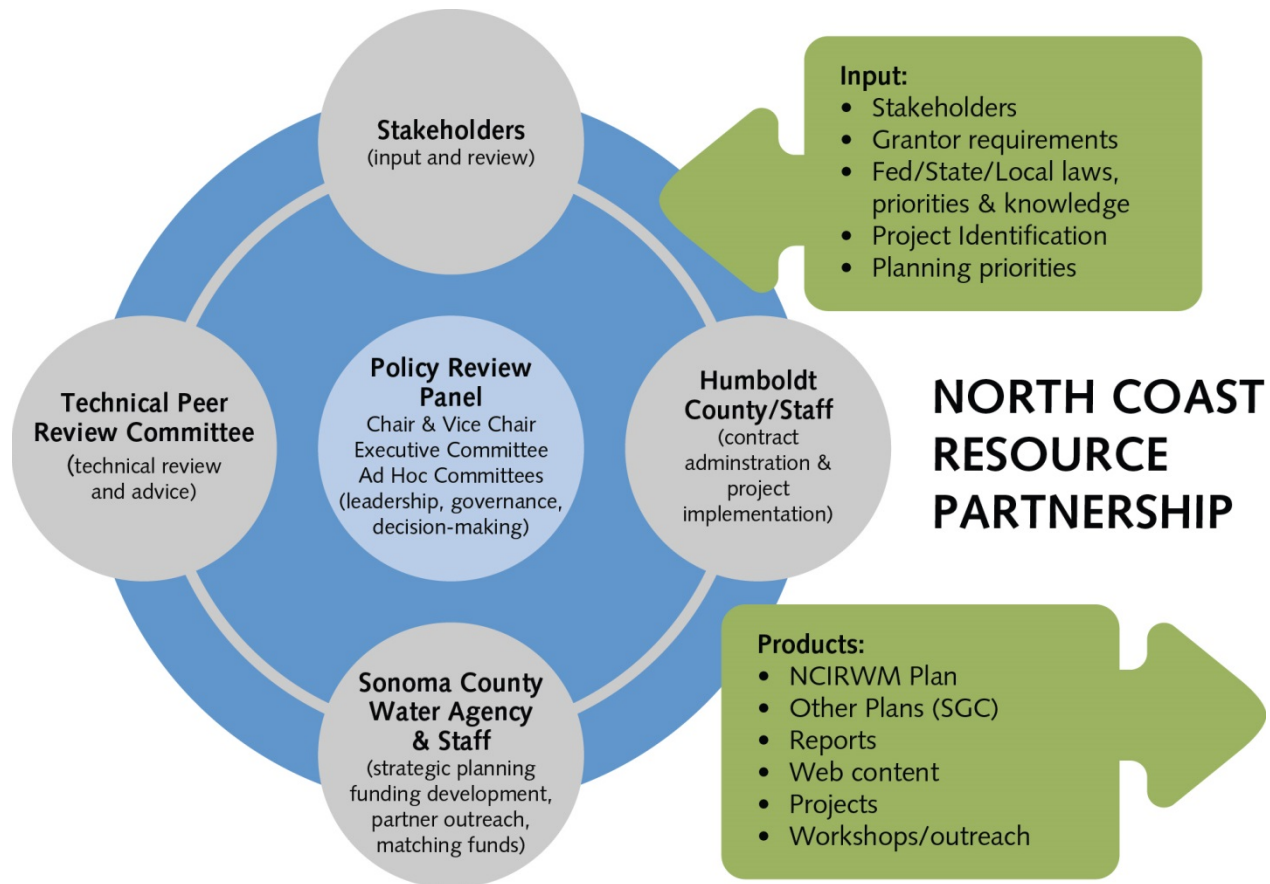 Stakeholders
(input and review)
Input:
• Stakeholders
• Grantor requirements
• Fed/State/Local laws,
priorities & knowledge
• Project Identification
• Planning priorities
Technical Peer
Review Committee
(technical review
and advice)
Policy Review
Panel
Chair & Vice Chair
Executive Committee
Ad Hoc Committees
(leadership, governance,
decision-making)
Humboldt
County/Staff
(contract
adminstration &
project
implementation)
NORTH COAST
RESOURCE
PARTNERSHIP
Sonoma County
Water Agency
& Staff
(strategic planning
funding development,
partner outreach,
matching funds)
Products:
• NCIRWM Plan
• Other Plans (SGC)
• Reports
• Web content
• Projects
• Workshops/outreach